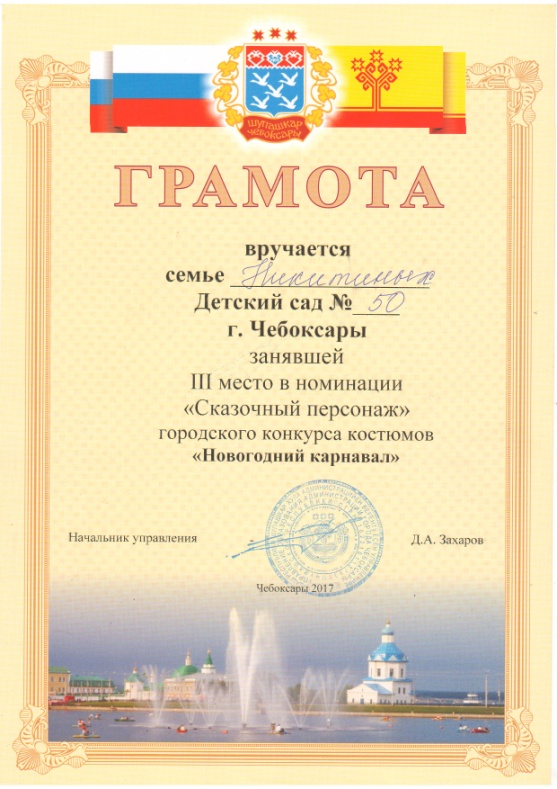 ШУПАШКАР
ЧЕБОКСАРЫ
ГРАМОТА
вручается
семье Никитиных
Детский сад № 50
г. Чебоксары
занявшей
III место в номинации
«Сказочный персонаж»
городского конкурса костюмов
«Новогодний карнавал»
Начальник управления
Д.А. Захаров
Чебоксары 2017